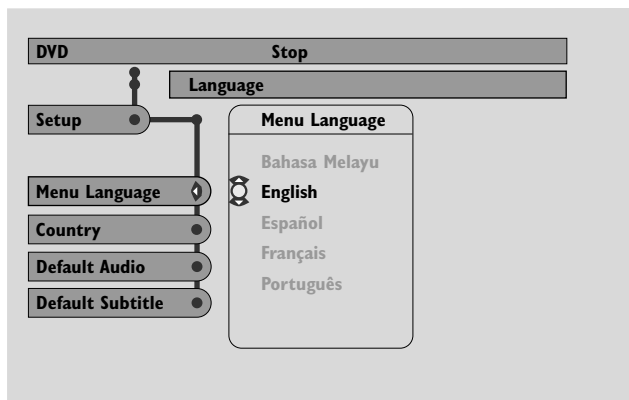 DVD Stop
Language
Setup
Menu Language
Bahasa Melayu
Menu Language English
Country Español
Français
Default Audio
Português
Default Subtitle